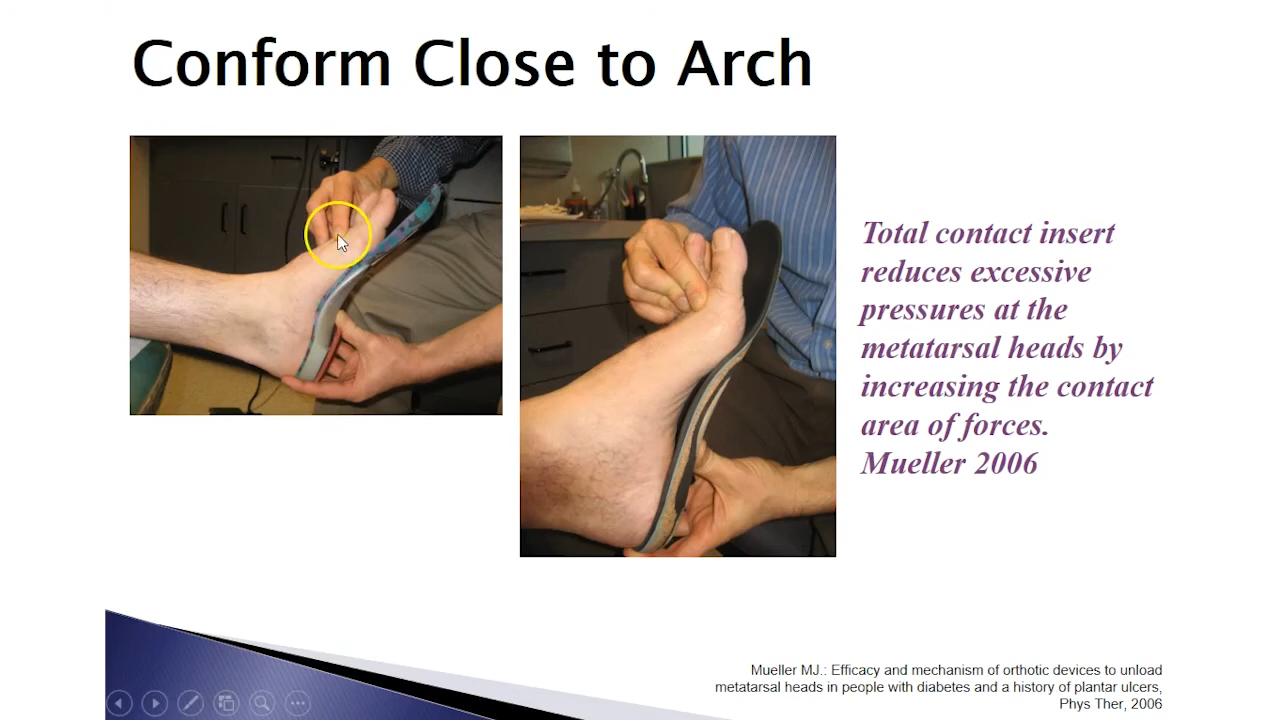 Conform Close to Arch
Total contact insert
reduces excessive
pressures at the
metatarsal heads by
increasing the contact
area of forces.
Mueller 2006
Mueller MJ.: Efficacy and mechanism of orthotic devices to unload
metatarsal heads in people with diabetes and a history of plantar ulcers,
Phys Ther, 2006